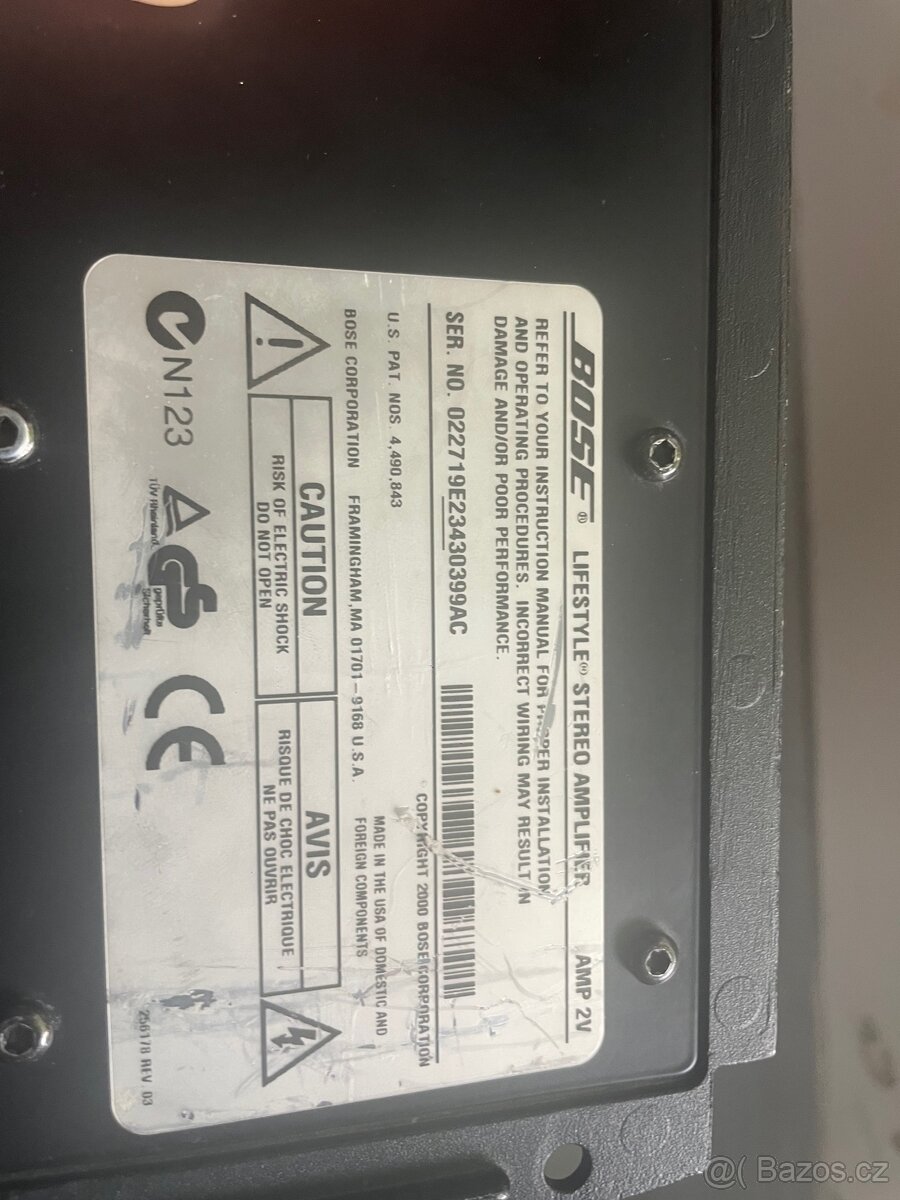 BOSE® LIFESTYLE® STEREO AMPLIFIER AMP 2V
REFER TO YOUR INSTRUCTION MANUAL FOR PROPER INSTALLATION
AND OPERATING PROCEDURES. INCORRECT WIRING MAY RESULT IN
DAMAGE AND/OR POOR PERFORMANCE.
SER. NO. 022719E23430399AC
COPYRIGHT 2000 BOSE CORPORATION
U.S. PAT. NOS 4,490,843
MADE IN THE USA OF DOMESTIC AND
FOREIGN COMPONENTS
BOSE CORPORATION FRAMINGHAM,MA 01701-9168 U.S.A.
CAUTION
RISK OF ELECTRIC SHOCK
DO NOT OPEN
AVIS
RISQUE DE CHOC ELECTRIQUE
NE PAS OUVRIR
N123
TÜV Rheinland
GS
geprüfte
Sicherheit
CE
256178 REV. 03
@( Bazos.cz